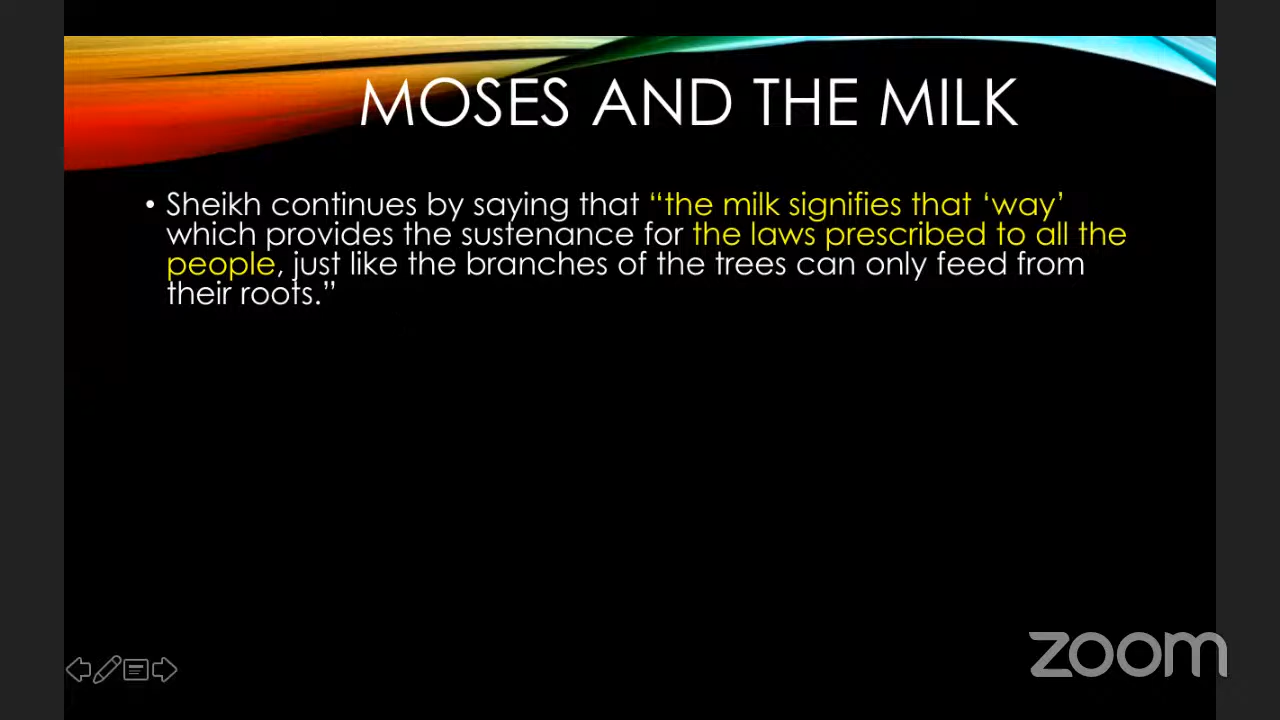 MOSES AND THE MILK
• Sheikh continues by saying that “the milk signifies that ‘way’
which provides the sustenance for the laws prescribed to all the
people, just like the branches of the trees can only feed from
their roots.”
zoom